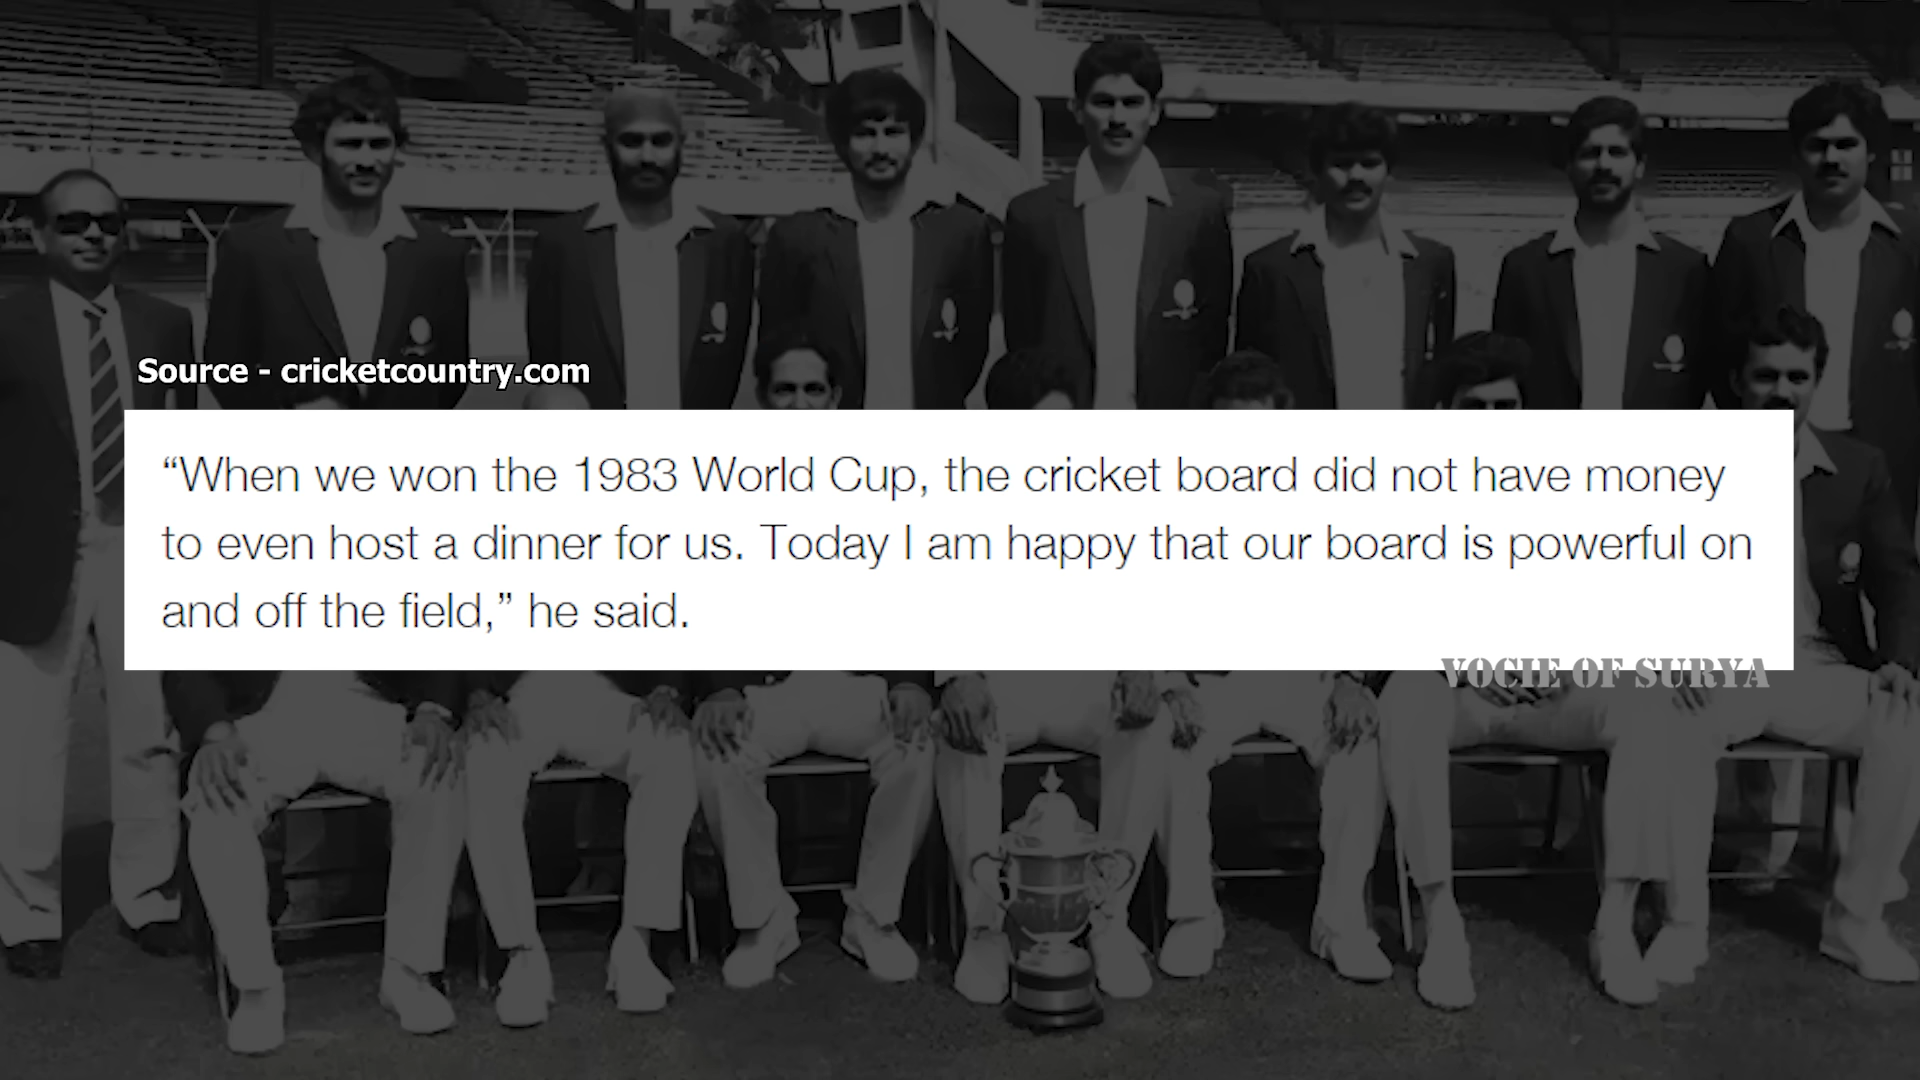 Source - cricketcountry.com
“When we won the 1983 World Cup, the cricket board did not have money
to even host a dinner for us. Today I am happy that our board is powerful on
and off the field,” he said.
VOCIE OF SURYA